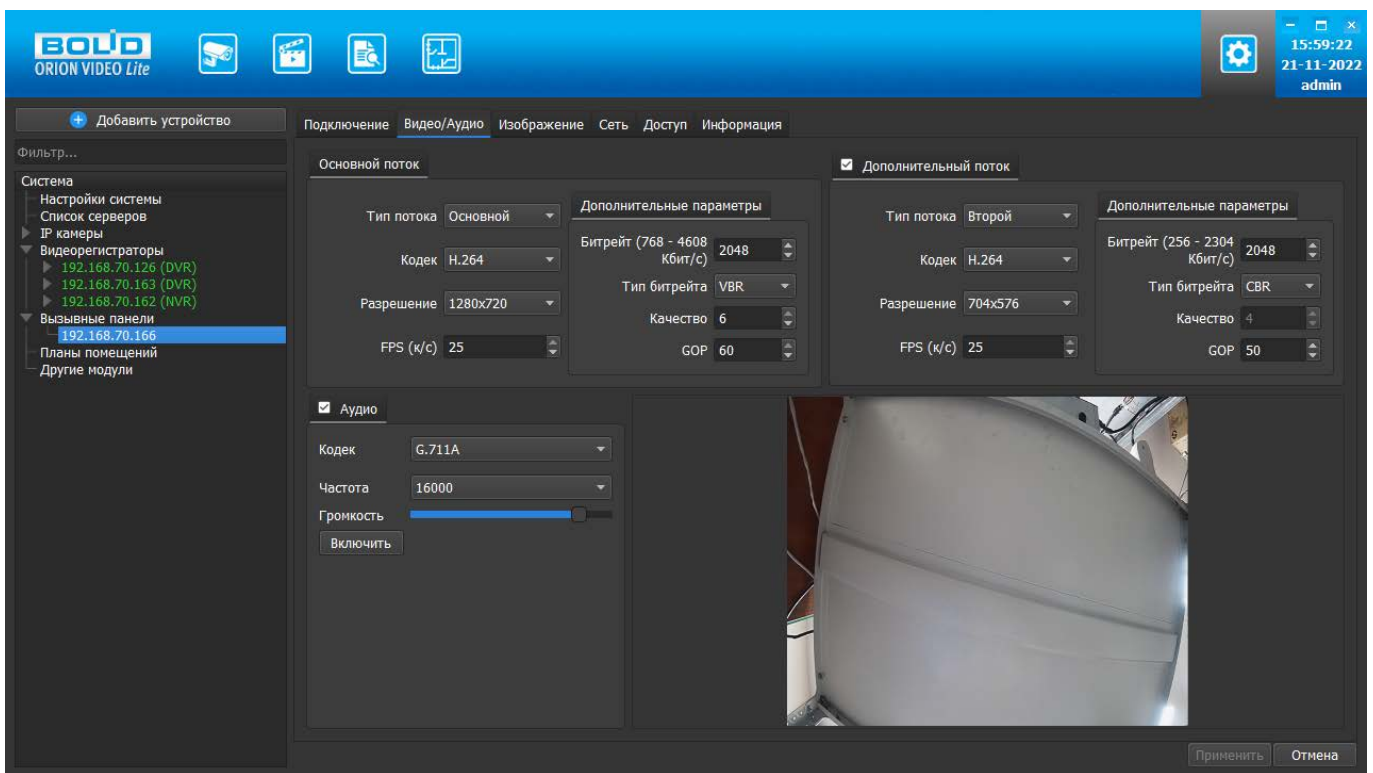 BOLID
ORION VIDEO Lite
15:59:22
21-11-2022
admin
Добавить устройство
Фильтр...
Система
Настройки системы
Список серверов
IP камеры
Видеорегистраторы
192.168.70.126 (DVR)
192.168.70.163 (DVR)
192.168.70.162 (NVR)
Вызывные панели
192.168.70.166
Планы помещений
Другие модули
Подключение Видео/Аудио Изображение Сеть Доступ Информация
Основной поток
Тип потока Основной
Кодек H.264
Разрешение 1280x720
FPS (к/с) 25
Дополнительные параметры
Битрейт (768 - 4608
Кбит/с) 2048
Тип битрейта VBR
Качество 6
GOP 60
Дополнительный поток
Тип потока Второй
Кодек H.264
Разрешение 704x576
FPS (к/с) 25
Дополнительные параметры
Битрейт (256 - 2304
Кбит/с) 2048
Тип битрейта CBR
Качество 4
GOP 50
Аудио
Кодек G.711A
Частота 16000
Громкость
Включить
Применить Отмена